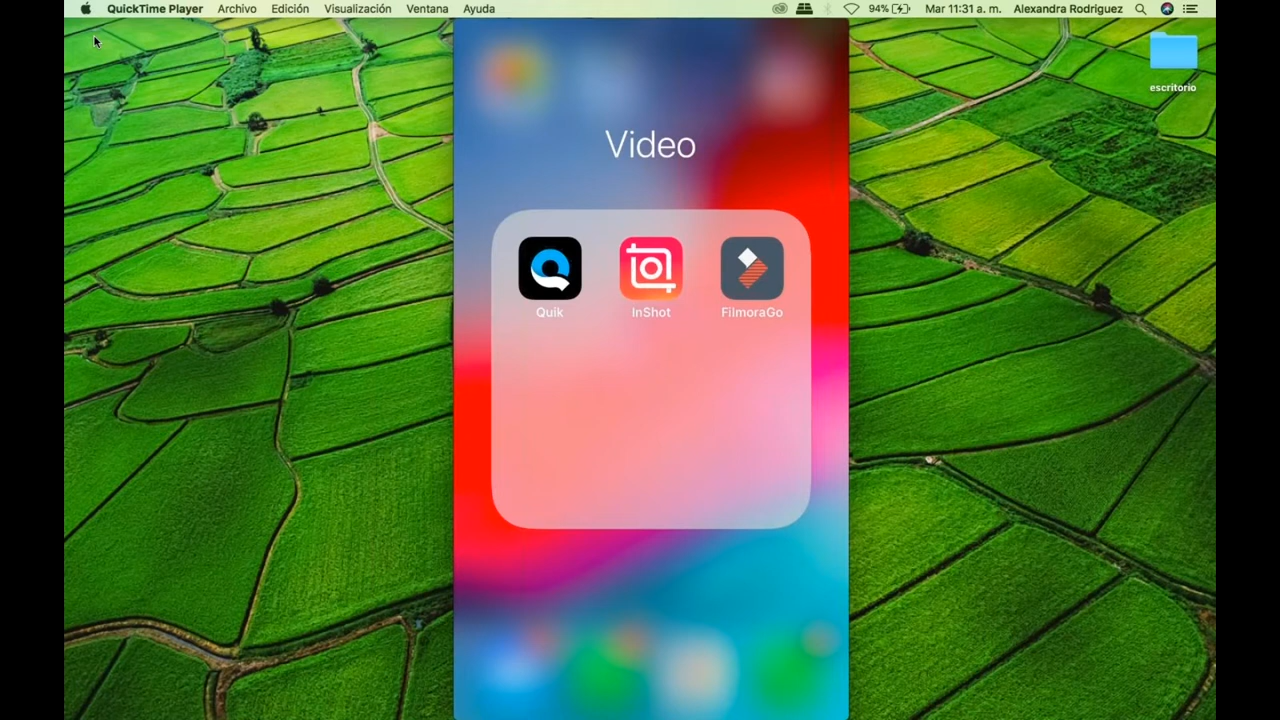 QuickTime Player Archivo Edición Visualización Ventana Ayuda 94% Mar 11:31 a. m. Alexandra Rodriguez
escritorio
Video
Quik InShot FilmoraGo